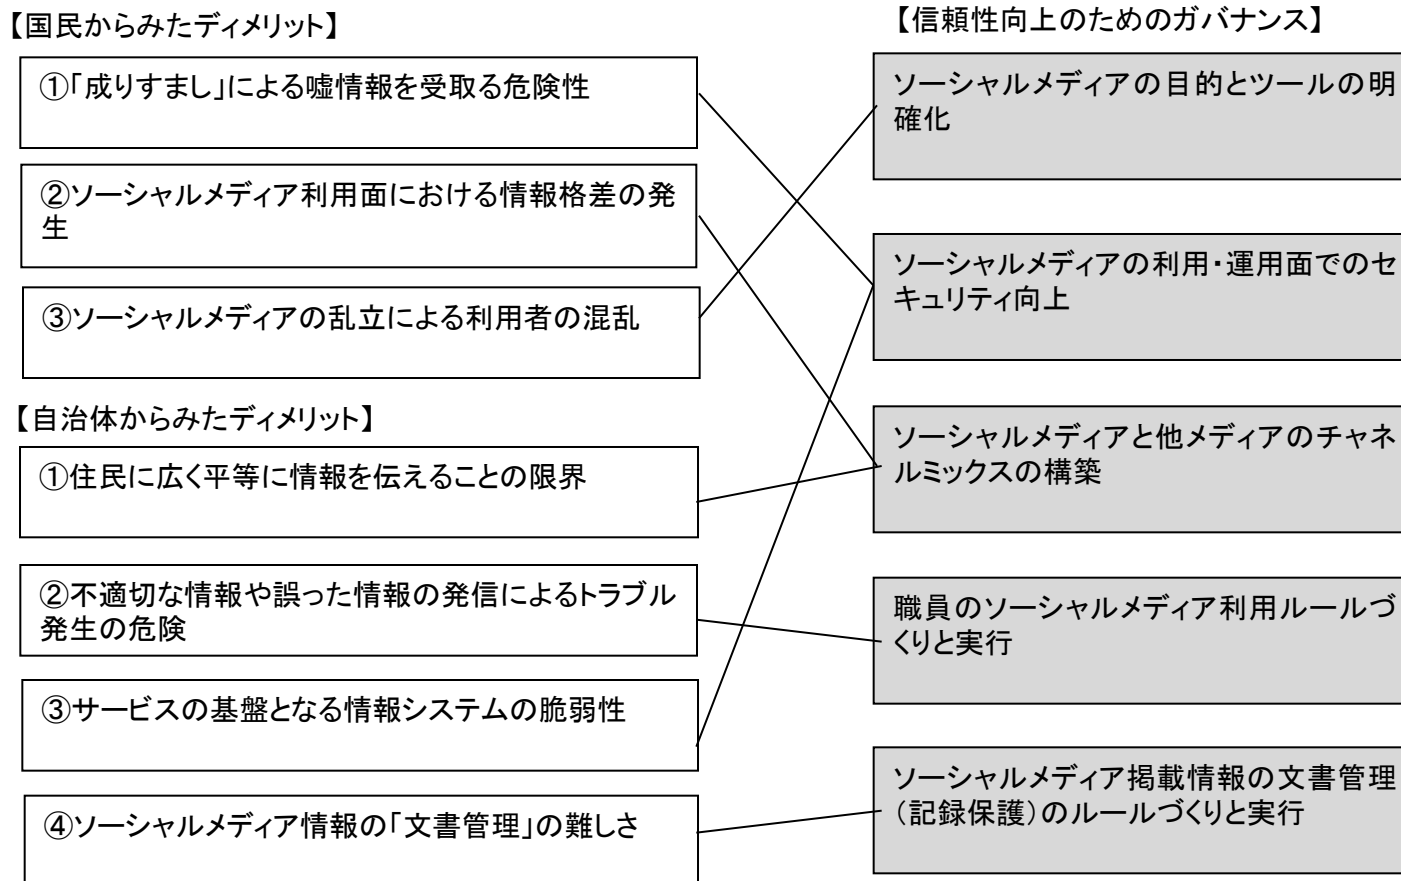 【国民からみたディメリット】
①「成りすまし」による嘘情報を受取る危険性
②ソーシャルメディア利用面における情報格差の発
生
③ソーシャルメディアの乱立による利用者の混乱
【自治体からみたディメリット】
①住民に広く平等に情報を伝えることの限界
②不適切な情報や誤った情報の発信によるトラブル
発生の危険
③サービスの基盤となる情報システムの脆弱性
④ソーシャルメディア情報の「文書管理」の難しさ
【信頼性向上のためのガバナンス】
ソーシャルメディアの目的とツールの明
確化
ソーシャルメディアの利用・運用面でのセ
キュリティ向上
ソーシャルメディアと他メディアのチャネ
ルミックスの構築
職員のソーシャルメディア利用ルールづ
くりと実行
ソーシャルメディア掲載情報の文書管理
（記録保護）のルールづくりと実行